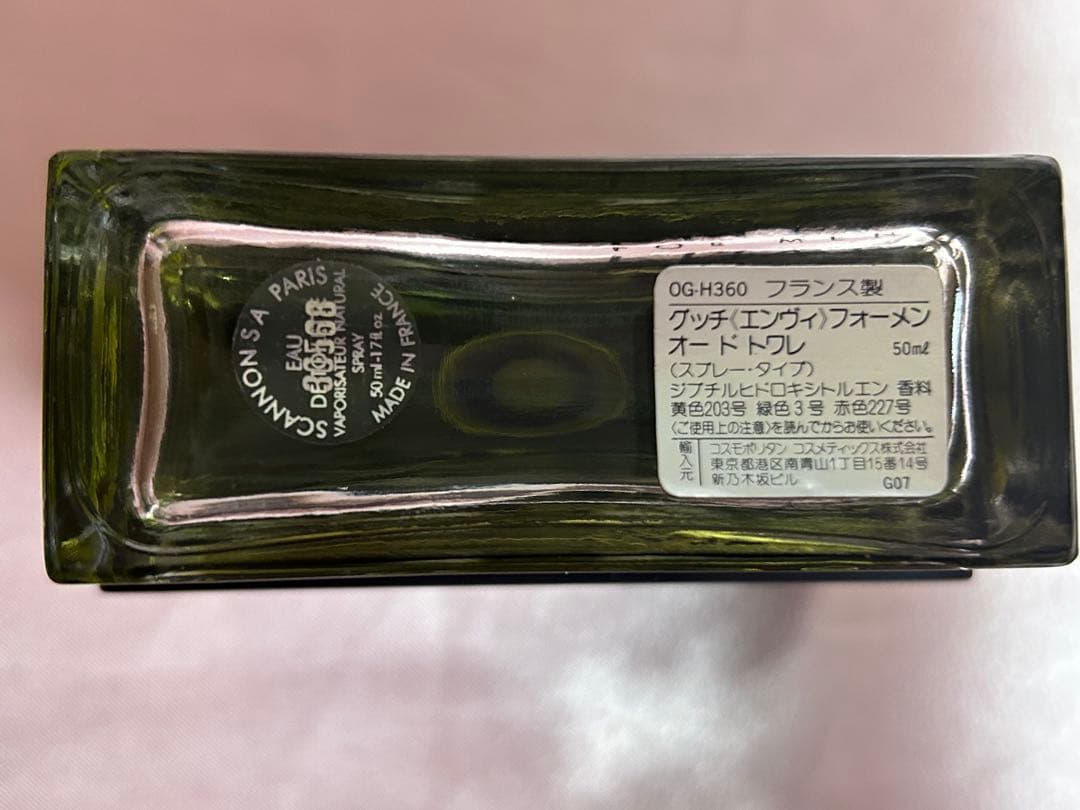 SCANNON S A PARIS
EAU
DE
VAPORISATEUR NATURAL
SPRAY
50 ml-1.7 fl.oz
MADE IN FRANCE
OG-H360 フランス製
グッチ《エンヴィ》フォーメン
オードトワレ 50ml
(スプレー・タイプ)
ジブチルヒドロキシトルエン 香料
黄色203号 緑色3号 赤色227号
〈ご使用上の注意〉を読んでからお使いください。
輸入元
コスモポリタン コスメティックス株式会社
東京都港区南青山1丁目15番14号
新乃木坂ビル G07